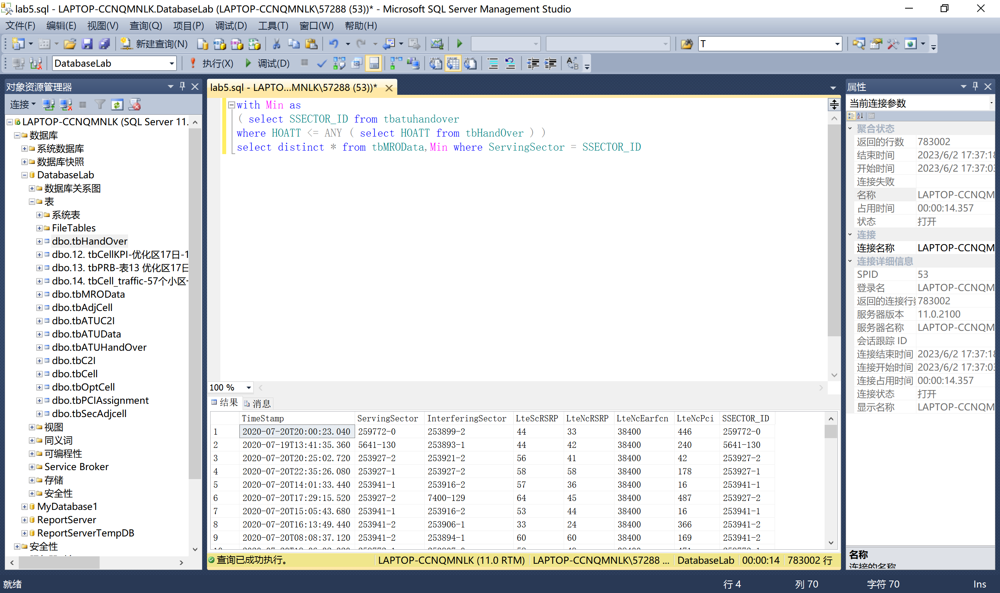 lab5.sql - LAPTOP-CCNQMNLK.DatabaseLab (LAPTOP-CCNQMNLK\57288 (53))* - Microsoft SQL Server Management Studio
文件(F) 编辑(E) 视图(V) 查询(Q) 项目(P) 调试(D) 工具(T) 窗口(W) 帮助(H)
新建查询(N) T
DatabaseLab 执行(X) 调试(D)
对象资源管理器
连接
LAPTOP-CCNQMNLK (SQL Server 11.
数据库
系统数据库
数据库快照
DatabaseLab
数据库关系图
表
系统表
FileTables
dbo.tbHandOver
dbo.12. tbCellKPI-优化区17日-1
dbo.13. tbPRB-表13 优化区17日
dbo.14. tbCell_traffic-57个小区-
dbo.tbMROData
dbo.tbAdjCell
dbo.tbATUC2I
dbo.tbATUData
dbo.tbATUHandOver
dbo.tbC2I
dbo.tbCell
dbo.tbOptCell
dbo.tbPCIAssignment
dbo.tbSecAdjcell
视图
同义词
可编程性
Service Broker
存储
安全性
MyDatabase1
ReportServer
ReportServerTempDB
安全性
lab5.sql - LAPTO...MNLK\57288 (53))*
with Min as
( select SSECTOR_ID from tbatuhandover
where HOATT <= ANY ( select HOATT from tbHandOver ) )
select distinct * from tbMROData,Min where ServingSector = SSECTOR_ID
100 %
结果 消息
TimeStamp ServingSector InterferingSector LteScRSRP LteNcRSRP LteNcEarfcn LteNcPci SSECTOR_ID
1 2020-07-20T20:00:23.040 259772-0 253899-2 44 33 38400 446 259772-0
2 2020-07-19T13:41:35.360 5641-130 253893-1 44 42 38400 240 5641-130
3 2020-07-20T20:25:02.720 253927-2 253921-2 56 41 38400 42 253927-2
4 2020-07-20T22:35:26.080 253927-1 253927-2 58 58 38400 178 253927-1
5 2020-07-20T14:01:33.440 253941-1 253916-2 57 36 38400 16 253941-1
6 2020-07-20T17:29:15.520 253927-2 7400-129 64 45 38400 487 253927-2
7 2020-07-20T15:05:43.680 253941-1 253916-2 53 44 38400 16 253941-1
8 2020-07-20T16:13:49.440 253941-2 253906-1 33 24 38400 366 253941-2
9 2020-07-20T08:08:37.120 253941-2 253894-1 60 60 38400 169 253941-2
查询已成功执行。 LAPTOP-CCNQMNLK (11.0 RTM) LAPTOP-CCNQMNLK\57288 ... DatabaseLab 00:00:14 783002 行
属性
当前连接参数
聚合状态
返回的行数 783002
结束时间 2023/6/2 17:37:18
开始时间 2023/6/2 17:37:03
连接失败
名称 LAPTOP-CCNQM
占用时间 00:00:14.357
状态 打开
连接
连接名称 LAPTOP-CCNQM
连接详细信息
SPID 53
登录名 LAPTOP-CCNQM
返回的连接行 783002
服务器版本 11.0.2100
服务器名称 LAPTOP-CCNQM
会话跟踪 ID
连接结束时间 2023/6/2 17:37:18
连接开始时间 2023/6/2 17:37:03
连接占用时间 00:00:14.357
连接状态 打开
显示名称 LAPTOP-CCNQM
名称
连接的名称
就绪 行 4 列 70 字符 70 Ins